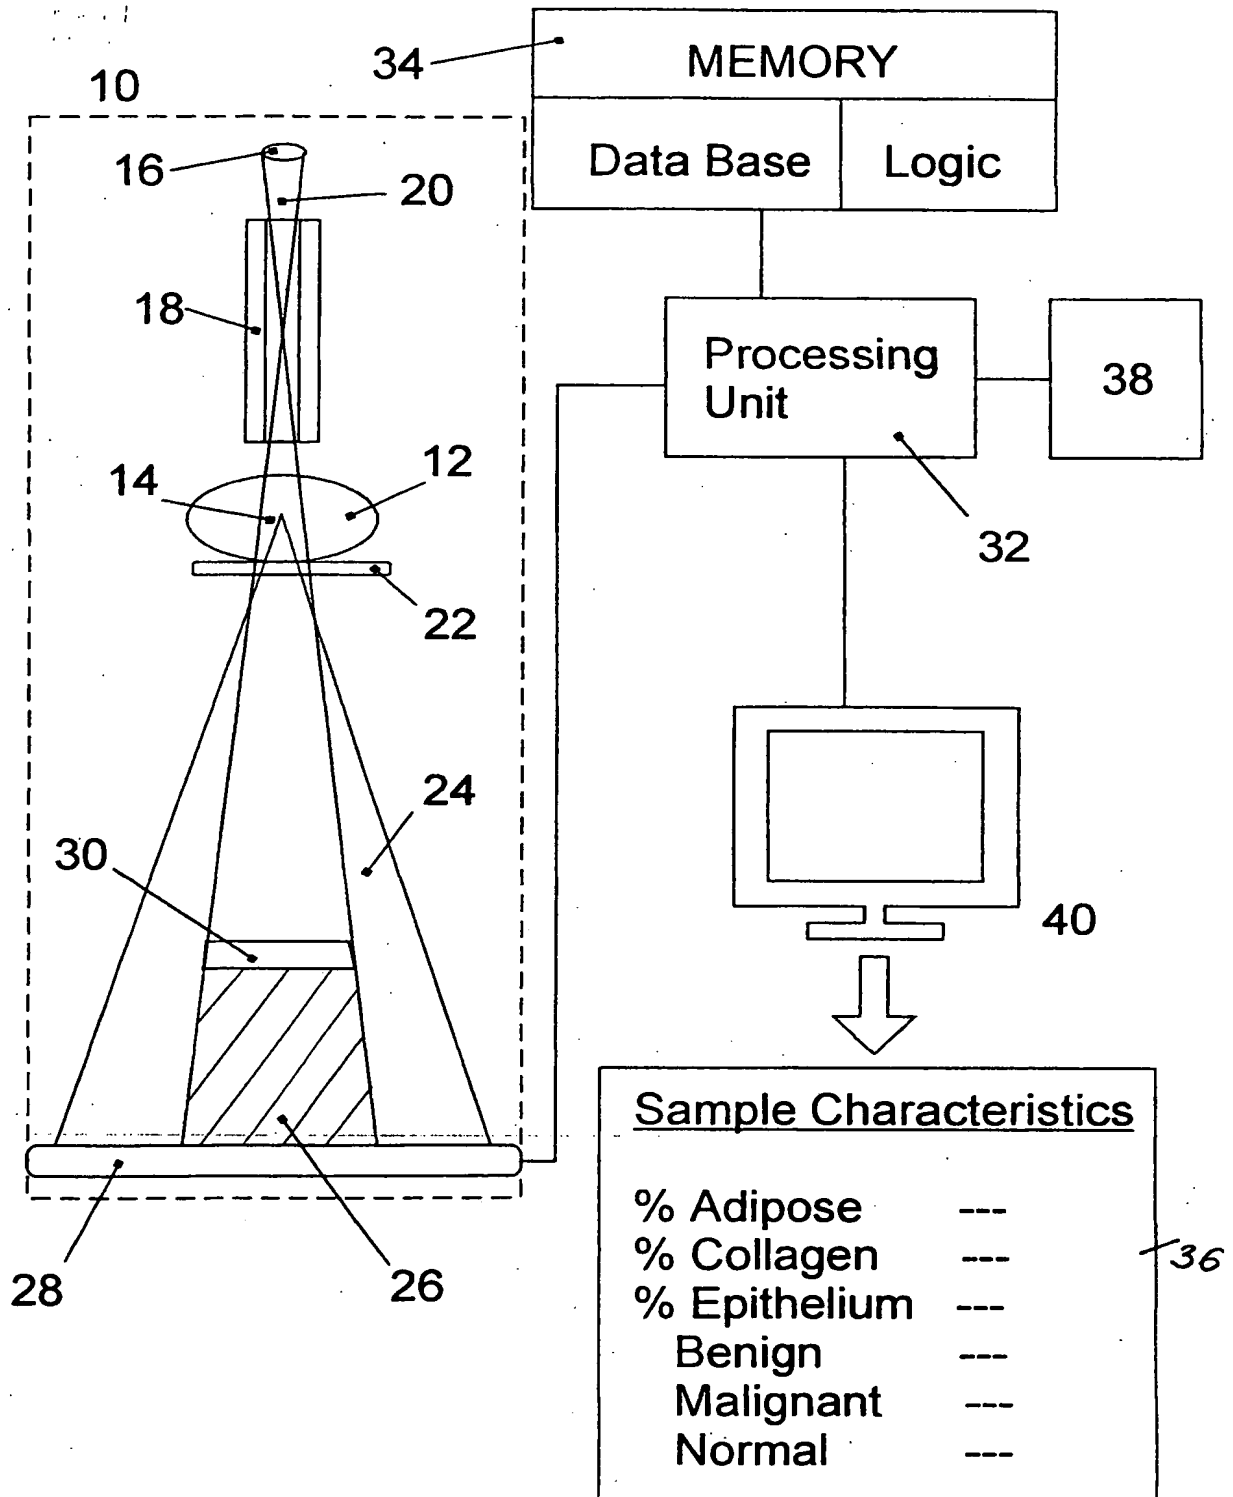 34
MEMORY
10
Data Base
Logic
16
20
18
Processing
Unit
38
14
12
32
22
24
30
40
Sample Characteristics
% Adipose ---
% Collagen ---
36
% Epithelium ---
Benign ---
Malignant ---
Normal ---
28
26